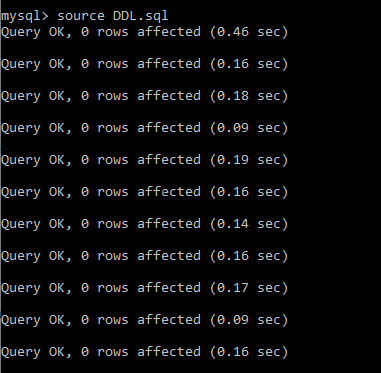 mysql> source DDL.sql
Query OK, 0 rows affected (0.46 sec)
Query OK, 0 rows affected (0.16 sec)
Query OK, 0 rows affected (0.18 sec)
Query OK, 0 rows affected (0.09 sec)
Query OK, 0 rows affected (0.19 sec)
Query OK, 0 rows affected (0.16 sec)
Query OK, 0 rows affected (0.14 sec)
Query OK, 0 rows affected (0.16 sec)
Query OK, 0 rows affected (0.17 sec)
Query OK, 0 rows affected (0.09 sec)
Query OK, 0 rows affected (0.16 sec)